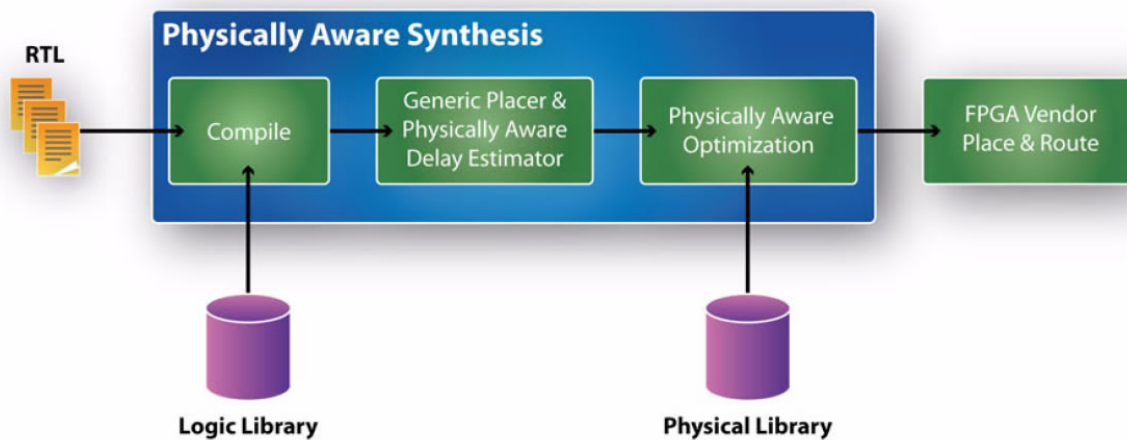 Physically Aware Synthesis
RTL
Compile
Generic Placer &
Physically Aware
Delay Estimator
Physically Aware
Optimization
FPGA Vendor
Place & Route
Logic Library
Physical Library